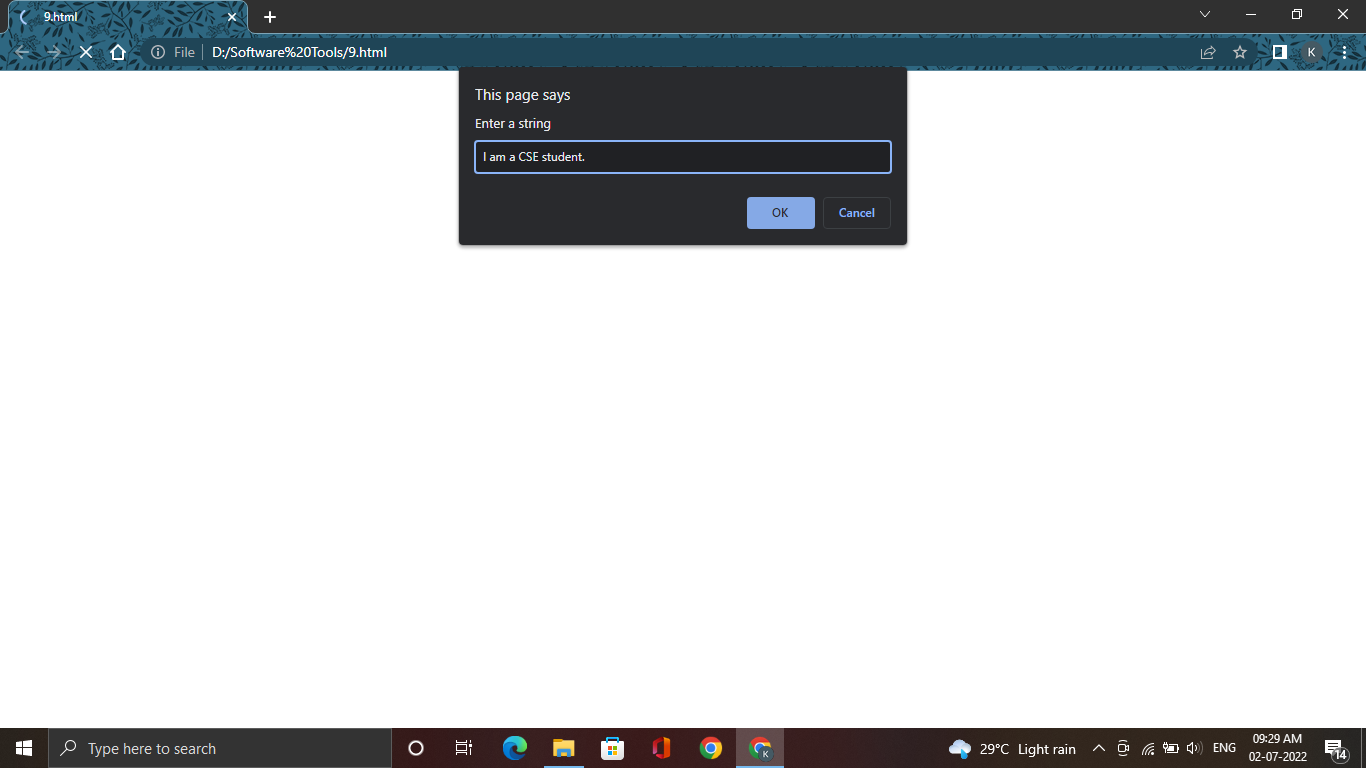 9.html
File D:/Software%20Tools/9.html
K
This page says
Enter a string
I am a CSE student.
OK Cancel
Type here to search
K
29°C Light rain
ENG
09:29 AM
02-07-2022
14